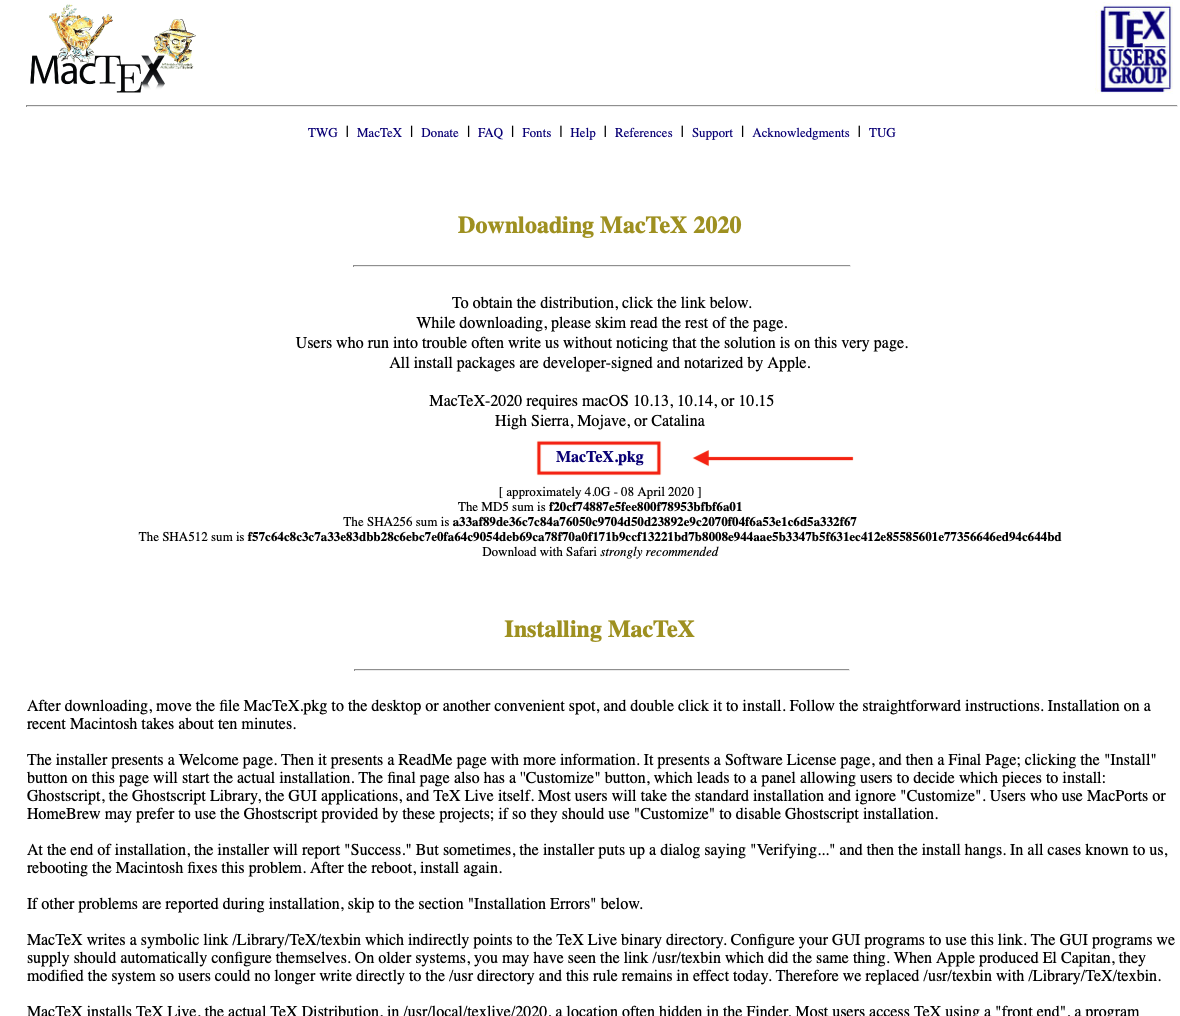 MacTEX
TEX
USERS
GROUP
TWG | MacTeX | Donate | FAQ | Fonts | Help | References | Support | Acknowledgments | TUG
Downloading MacTeX 2020
To obtain the distribution, click the link below.
While downloading, please skim read the rest of the page.
Users who run into trouble often write us without noticing that the solution is on this very page.
All install packages are developer-signed and notarized by Apple.
MacTeX-2020 requires macOS 10.13, 10.14, or 10.15
High Sierra, Mojave, or Catalina
MacTeX.pkg
[ approximately 4.0G - 08 April 2020 ]
The MD5 sum is f20cf74887e5fee800f78953bfbf6a01
The SHA256 sum is a33af89de36c7c84a76050c9704d50d23892e9c2070f04f6a53e1c6d5a332f67
The SHA512 sum is f57c64c8c3c7a33e83dbb28c6ebc7e0fa64c9054deb69ca78f70a0f171b9ccf13221bd7b8008e944aae5b3347b5f631ec412e85585601e77356646ed94c644bd
Download with Safari strongly recommended
Installing MacTeX
After downloading, move the file MacTeX.pkg to the desktop or another convenient spot, and double click it to install. Follow the straightforward instructions. Installation on a
recent Macintosh takes about ten minutes.
The installer presents a Welcome page. Then it presents a ReadMe page with more information. It presents a Software License page, and then a Final Page; clicking the "Install"
button on this page will start the actual installation. The final page also has a "Customize" button, which leads to a panel allowing users to decide which pieces to install:
Ghostscript, the Ghostscript Library, the GUI applications, and TeX Live itself. Most users will take the standard installation and ignore "Customize". Users who use MacPorts or
HomeBrew may prefer to use the Ghostscript provided by these projects; if so they should use "Customize" to disable Ghostscript installation.
At the end of installation, the installer will report "Success." But sometimes, the installer puts up a dialog saying "Verifying..." and then the install hangs. In all cases known to us,
rebooting the Macintosh fixes this problem. After the reboot, install again.
If other problems are reported during installation, skip to the section "Installation Errors" below.
MacTeX writes a symbolic link /Library/TeX/texbin which indirectly points to the TeX Live binary directory. Configure your GUI programs to use this link. The GUI programs we
supply should automatically configure themselves. On older systems, you may have seen the link /usr/texbin which did the same thing. When Apple produced El Capitan, they
modified the system so users could no longer write directly to the /usr directory and this rule remains in effect today. Therefore we replaced /usr/texbin with /Library/TeX/texbin.
MacTeX installs TeX Live, the actual TeX Distribution, in /usr/local/texlive/2020, a location often hidden in the Finder. Most users access TeX using a "front end", a program